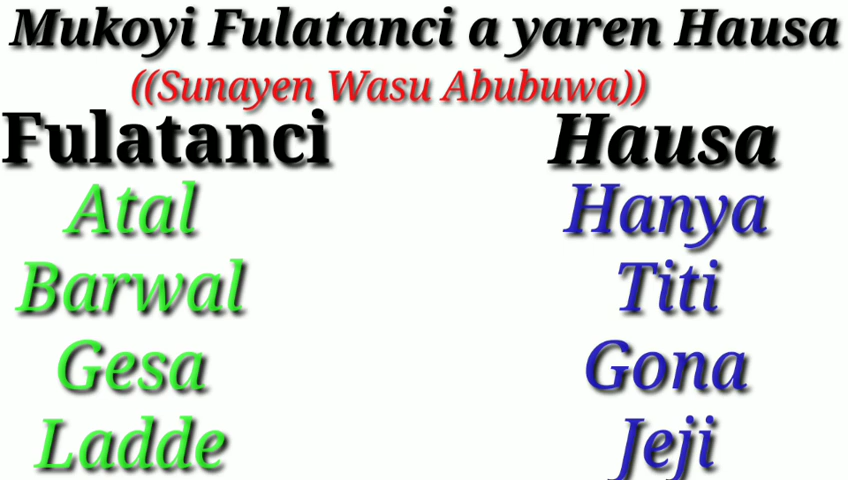 Mukoyi Fulatanci a yaren Hausa
((Sunayen Wasu Abubuwa))
Fulatanci Hausa
Atal Hanya
Barwal Titi
Gesa Gona
Ladde Jeji